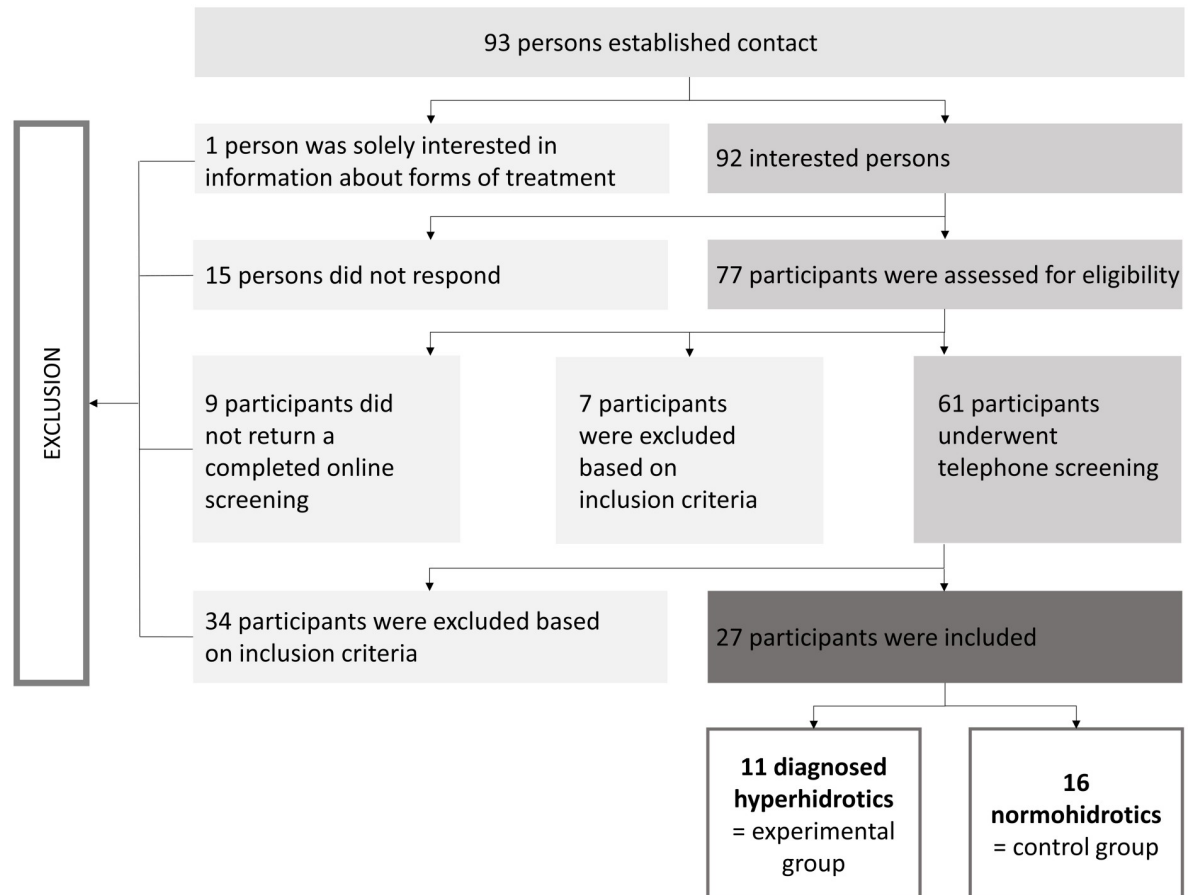 93 persons established contact
1 person was solely interested in
information about forms of treatment
92 interested persons
15 persons did not respond
77 participants were assessed for eligibility
EXCLUSION
9 participants did
not return a
completed online
screening
7 participants
were excluded
based on
inclusion criteria
61 participants
underwent
telephone screening
34 participants were excluded based
on inclusion criteria
27 participants were included
11 diagnosed
hyperhidrotics
= experimental
group
16
normohidrotics
= control group